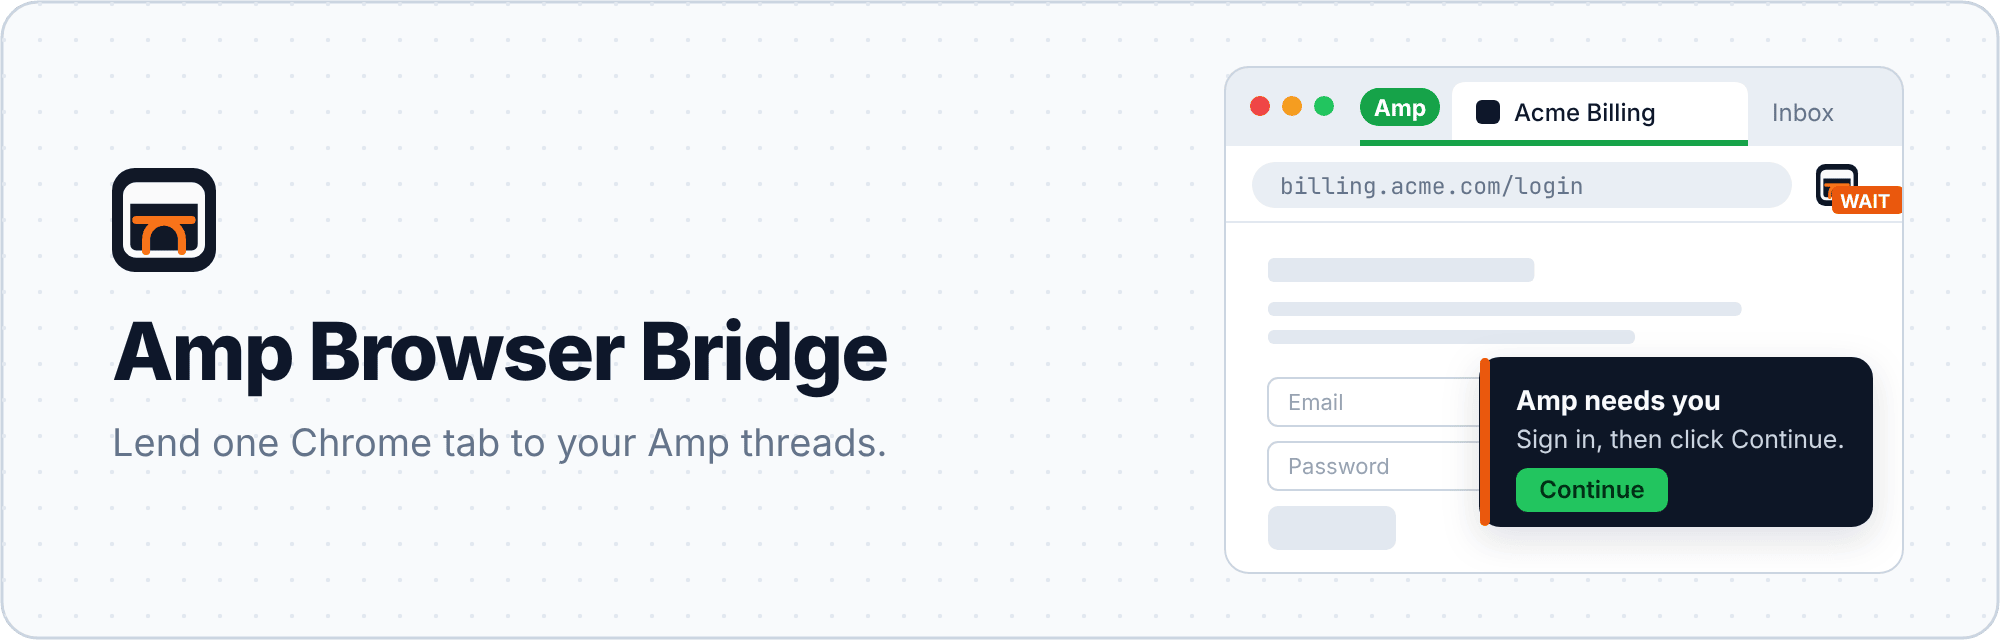 Amp Browser Bridge
Lend one Chrome tab to your Amp threads.
Amp
Acme Billing
Inbox
billing.acme.com/login
WAIT
Email
Password
Amp needs you
Sign in, then click Continue.
Continue